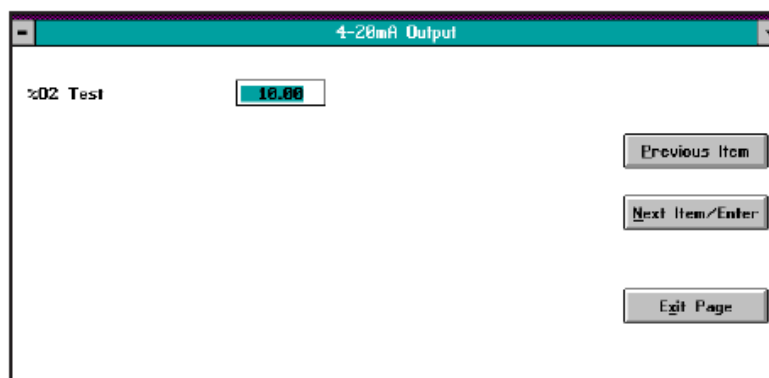 4-20mA Output
%O2 Test 10.00
Previous Item
Next Item/Enter
Exit Page